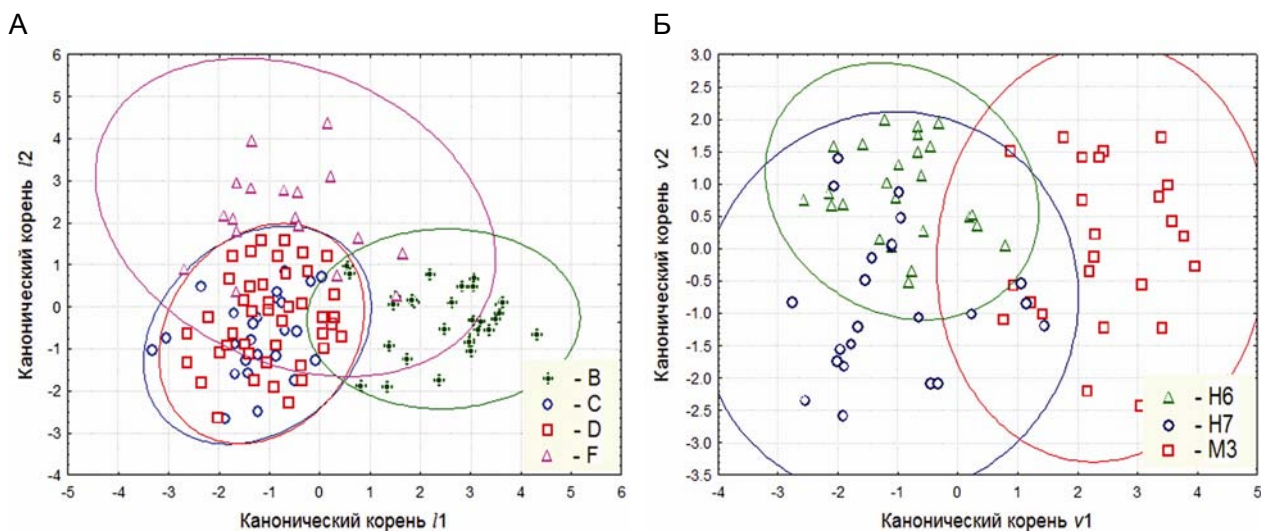 А
Канонический корень l2
6
5
4
3
2
1
0
-1
-2
-3
-4
-5 -4 -3 -2 -1 0 1 2 3 4 5 6
Канонический корень l1
- B
- C
- D
- F
Б
Канонический корень v2
3.0
2.5
2.0
1.5
1.0
0.5
0.0
-0.5
-1.0
-1.5
-2.0
-2.5
-3.0
-3.5
-4 -3 -2 -1 0 1 2 3 4 5
Канонический корень v1
- H6
- H7
- M3